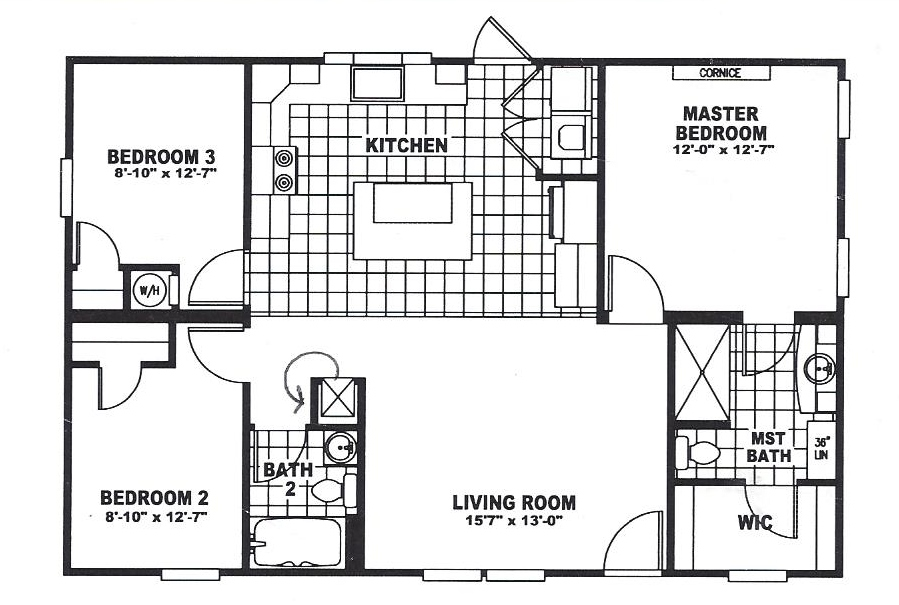 CORNICE
MASTER
BEDROOM
12'-0" x 12'-7"
KITCHEN
BEDROOM 3
8'-10" x 12'-7"
W/H
MST
BATH
36"
LIN
BATH
2
BEDROOM 2
8'-10" x 12'-7"
LIVING ROOM
15'7" x 13'-0"
WIC